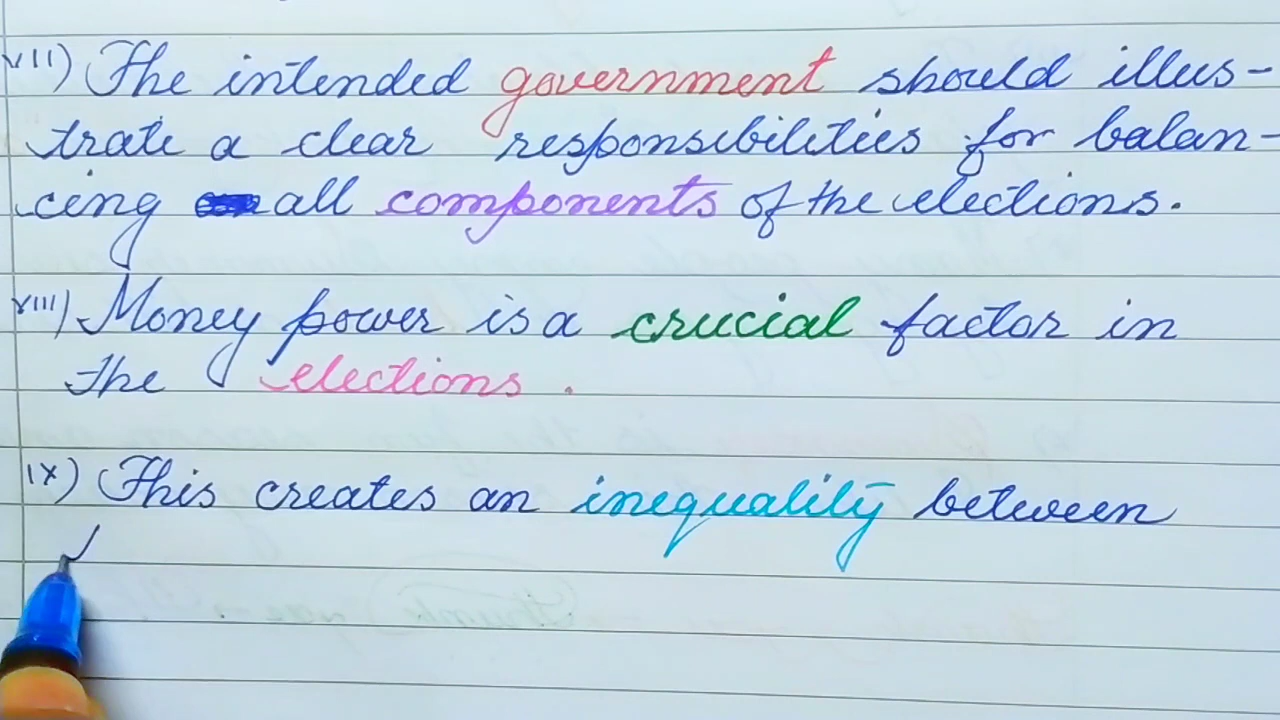 vii) The intended government should illus-
trate a clear responsibilities for balan-
cing all components of the elections.
viii) Money power is a crucial factor in
the elections.
ix) This creates an inequality between